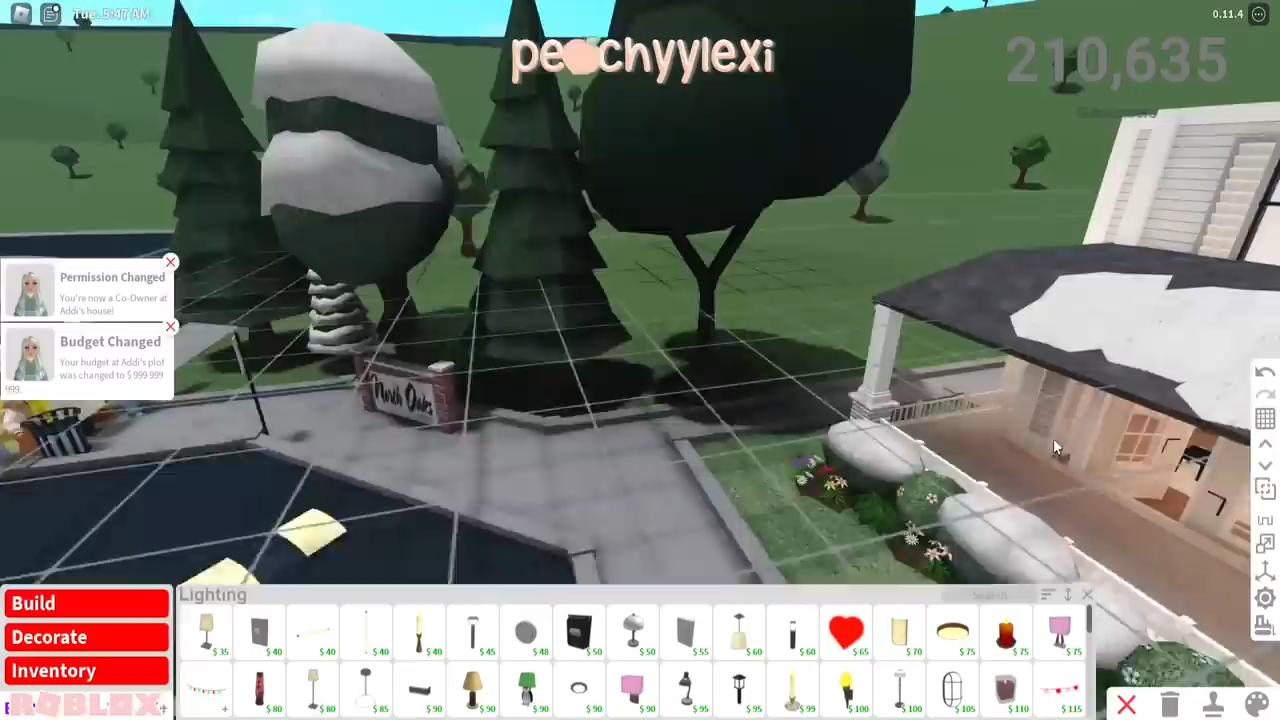 Tue. 5:47 AM
0.11.4
peachyylexi
210,635
Permission Changed
You're now a Co-Owner at
Addi's house!
Budget Changed
Your budget at Addi's plot
was changed to $ 999 999
999.
North Oaks
Build
Decorate
Inventory
ROBLOX
Lighting
Search
$ 35
$ 40
$ 40
$ 40
$ 40
$ 45
$ 48
$ 50
$ 50
$ 55
$ 60
$ 60
$ 65
$ 70
$ 75
$ 75
$ 75
$ 80
$ 80
$ 85
$ 90
$ 90
$ 90
$ 90
$ 90
$ 95
$ 95
$ 99
$ 100
$ 100
$ 105
$ 110
$ 115